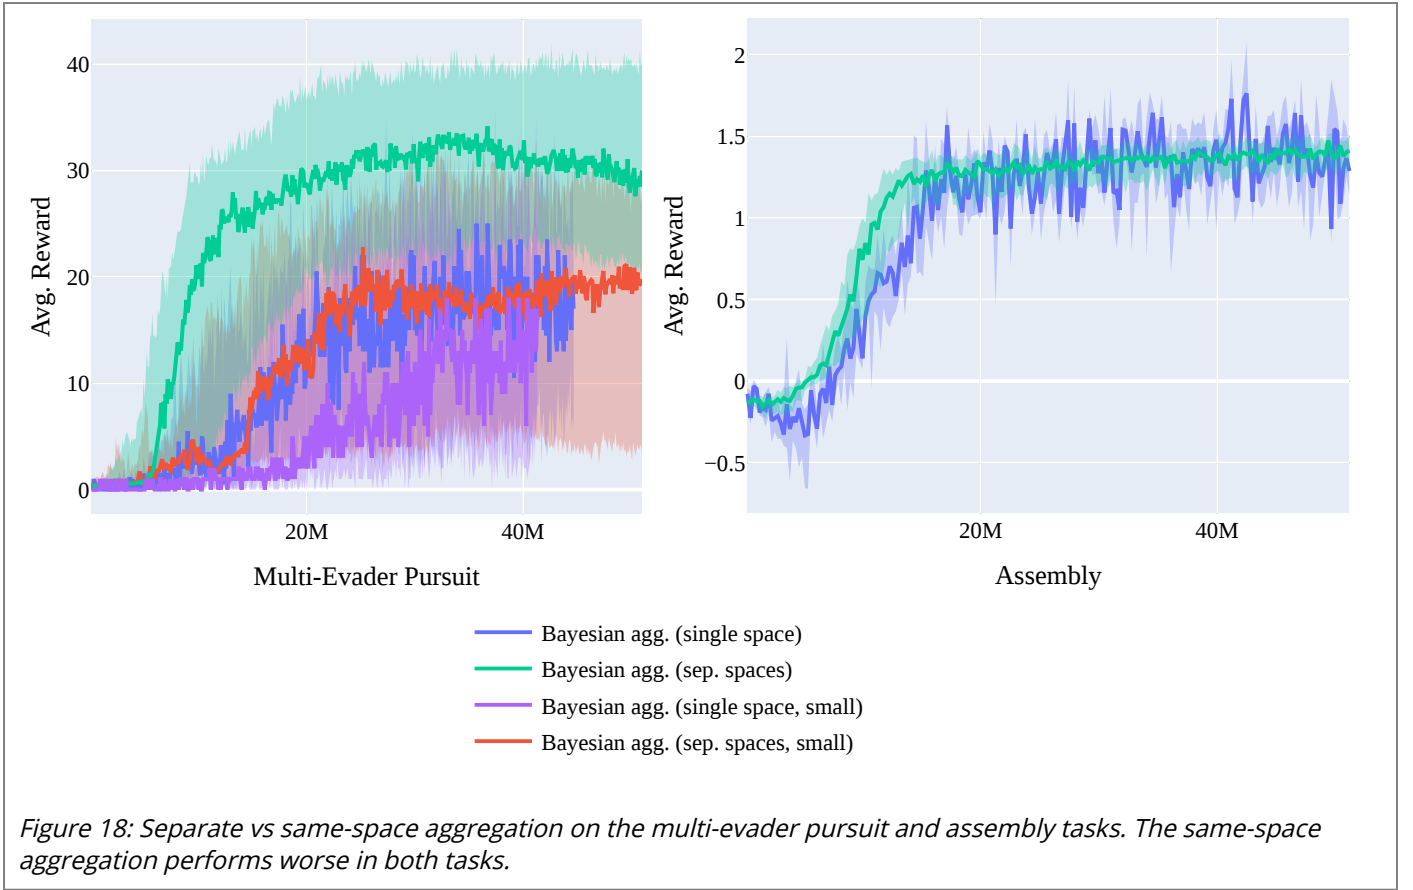 40
30
20
10
0
Avg. Reward
20M
40M
Multi-Evader Pursuit
2
1.5
1
0.5
0
−0.5
Avg. Reward
20M
40M
Assembly
Bayesian agg. (single space)
Bayesian agg. (sep. spaces)
Bayesian agg. (single space, small)
Bayesian agg. (sep. spaces, small)
Figure 18: Separate vs same-space aggregation on the multi-evader pursuit and assembly tasks. The same-space
aggregation performs worse in both tasks.